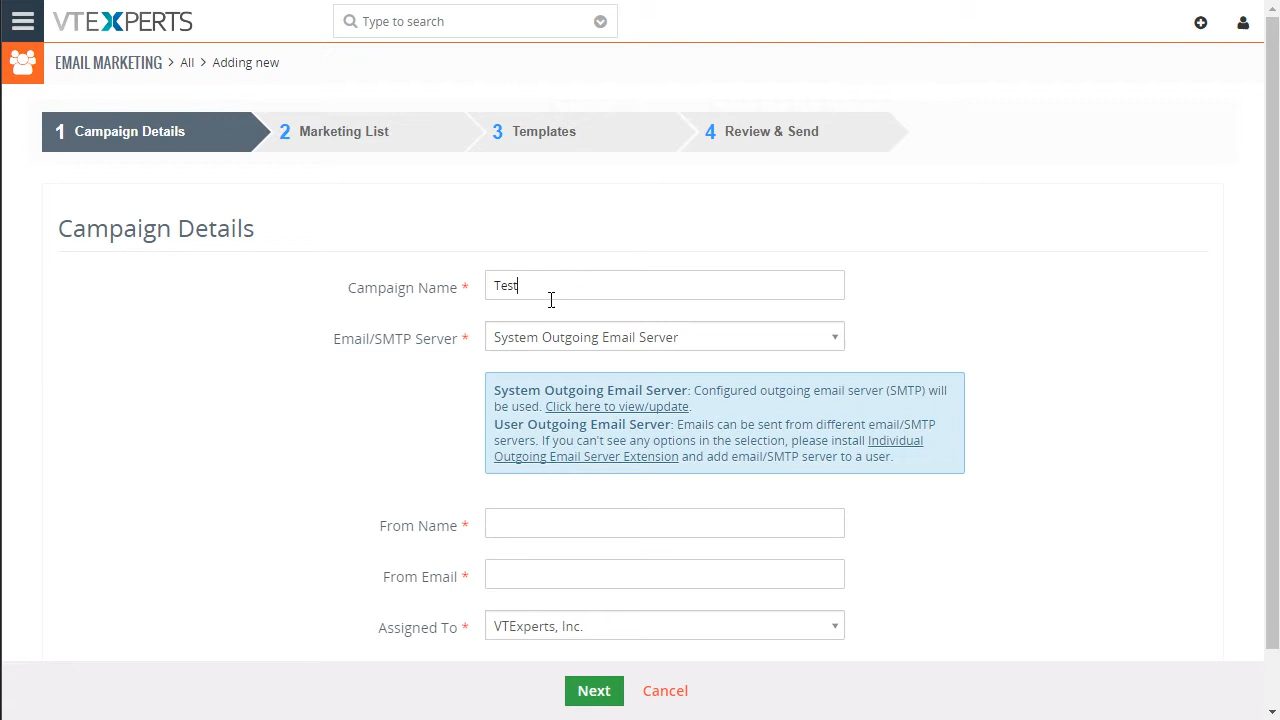 VTEXPERTS
Type to search
EMAIL MARKETING > All > Adding new
1 Campaign Details
2 Marketing List
3 Templates
4 Review & Send
Campaign Details
Campaign Name *
Test
Email/SMTP Server *
System Outgoing Email Server
System Outgoing Email Server: Configured outgoing email server (SMTP) will
be used. Click here to view/update.
User Outgoing Email Server: Emails can be sent from different email/SMTP
servers. If you can't see any options in the selection, please install Individual
Outgoing Email Server Extension and add email/SMTP server to a user.
From Name *
From Email *
Assigned To *
VTExperts, Inc.
Next
Cancel